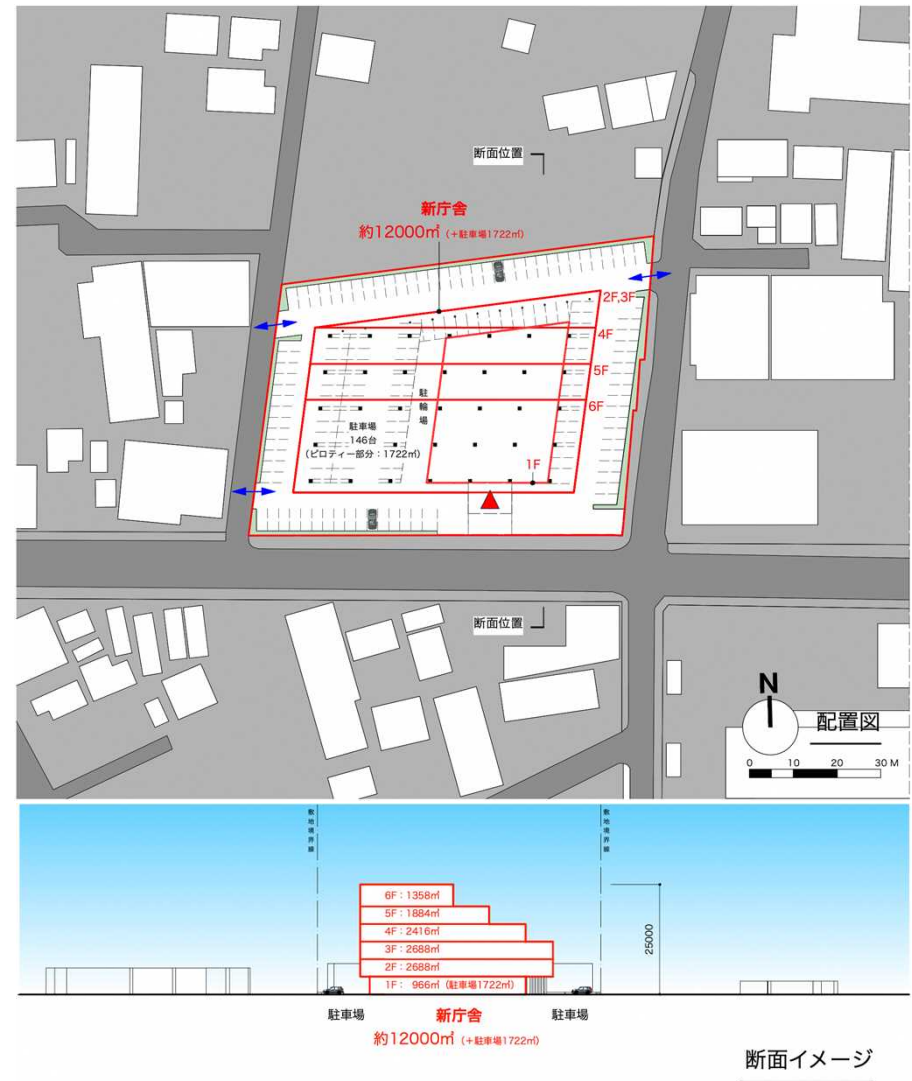 断面位置
新庁舎
約12000㎡（+駐車場1722㎡）
2F,3F
4F
5F
6F
駐輪場
駐車場
146台
(ピロティー部分：1722㎡)
1F
断面位置
N
配置図
0 10 20 30 M
敷地境界線
敷地境界線
6F：1358㎡
5F：1884㎡
4F：2416㎡
3F：2688㎡
2F：2688㎡
1F： 966㎡（駐車場1722㎡）
25000
駐車場
新庁舎
駐車場
約12000㎡（+駐車場1722㎡）
断面イメージ